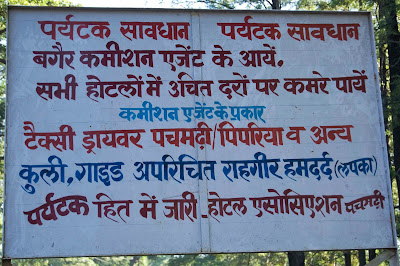 पर्यटक सावधान पर्यटक सावधान
बगैर कमीशन एजेंट के आयें.
सभी होटलों में उचित दरों पर कमरे पायें
कमीशन एजेंट के प्रकार
टैक्सी ड्रायवर पचमढ़ी/पिपरिया व अन्य
कुली, गाइड अपरिचित राहगीर हमदर्द (लपका)
पर्यटक हित में जारी - होटल एसोसिएशन पचमढ़ी